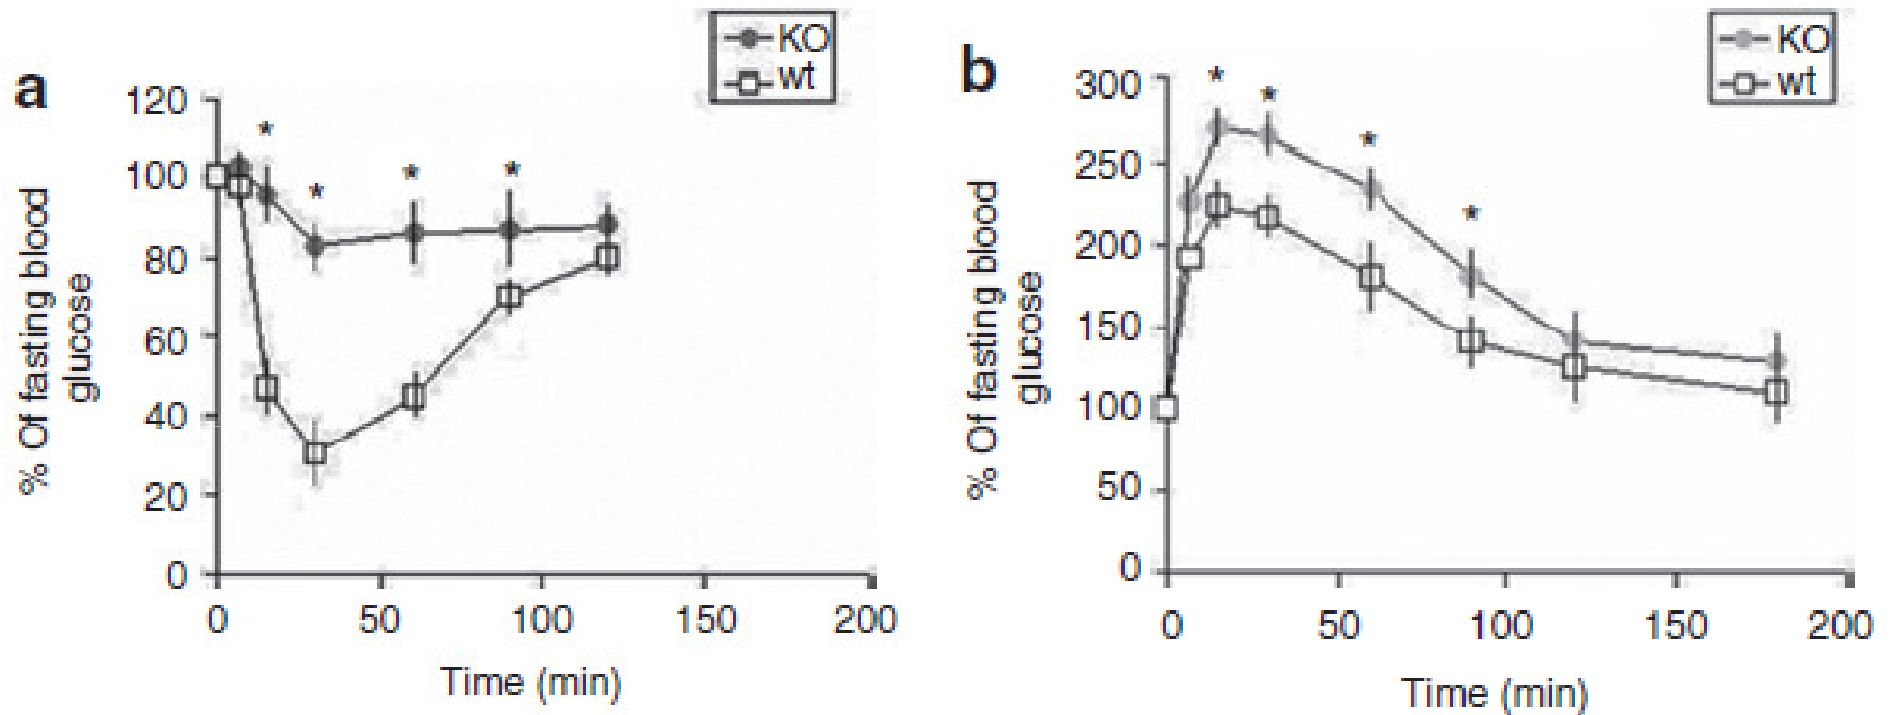 a
KO
wt
120
100
80
60
40
20
0
0 50 100 150 200
% Of fasting blood
glucose
Time (min)
* * * *
b
KO
wt
300
250
200
150
100
50
0
0 50 100 150 200
% Of fasting blood
glucose
Time (min)
* * * *